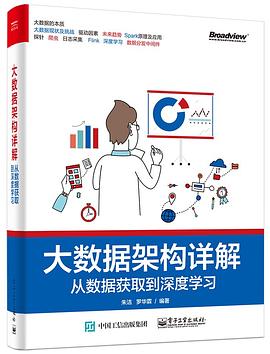 Broadview
大数据的本质
大数据现状及挑战 驱动因素 未来趋势 Spark原理及应用
探针 爬虫 日志采集 Flink 深度学习 数据分发中间件
大数据架构详解
从数据获取
到深度学习
大数据架构详解
从数据获取到深度学习
朱洁 罗华霖 / 编著
中国工信出版集团
电子工业出版社